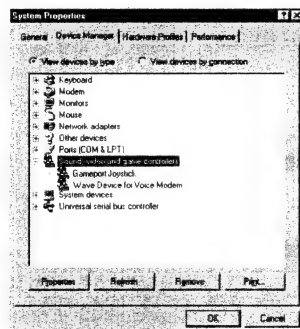 System Properties
General Device Manager Hardware Profiles Performance
View devices by type View devices by connection
Keyboard
Modem
Monitors
Mouse
Network adapters
Other devices
Ports (COM & LPT)
Sound, video and game controllers
Gameport Joystick
Wave Device for Voice Modem
System devices
Universal serial bus controller
Properties Refresh Remove Print...
OK Cancel